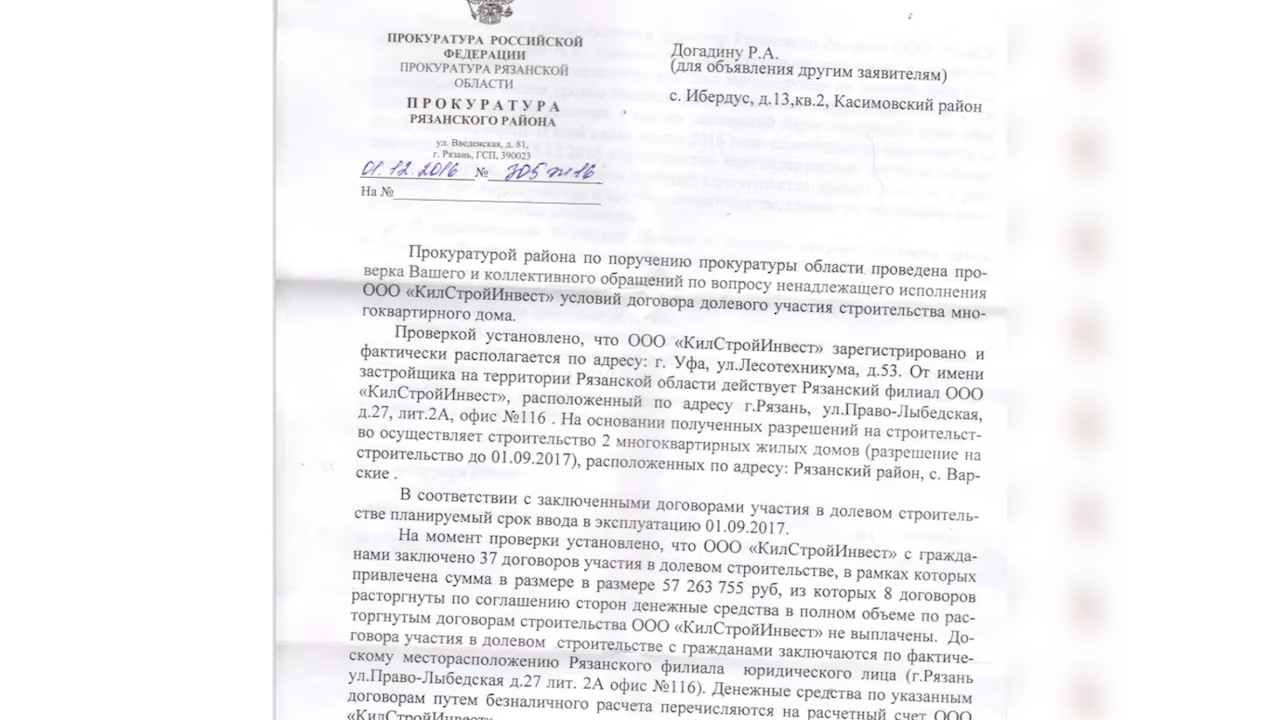 ПРОКУРАТУРА РОССИЙСКОЙ
ФЕДЕРАЦИИ
ПРОКУРАТУРА РЯЗАНСКОЙ
ОБЛАСТИ
ПРОКУРАТУРА
РЯЗАНСКОГО РАЙОНА
ул. Введенская, д. 81,
г. Рязань, ГСП, 390023
01.12.2016 № 305ж16
На №
Догадину Р.А.
(для объявления другим заявителям)
с. Ибердус, д.13,кв.2, Касимовский район
Прокуратурой района по поручению прокуратуры области проведена про-
верка Вашего и коллективного обращений по вопросу ненадлежащего исполнения
ООО «КилСтройИнвест» условий договора долевого участия строительства мно-
гоквартирного дома.
Проверкой установлено, что ООО «КилСтройИнвест» зарегистрировано и
фактически располагается по адресу: г. Уфа, ул.Лесотехникума, д.53. От имени
застройщика на территории Рязанской области действует Рязанский филиал ООО
«КилСтройИнвест», расположенный по адресу г.Рязань, ул.Право-Лыбедская,
д.27, лит.2А, офис №116 . На основании полученных разрешений на строительст-
во осуществляет строительство 2 многоквартирных жилых домов (разрешение на
строительство до 01.09.2017), расположенных по адресу: Рязанский район, с. Вар-
ские .
В соответствии с заключенными договорами участия в долевом строитель-
стве планируемый срок ввода в эксплуатацию 01.09.2017.
На момент проверки установлено, что ООО «КилСтройИнвест» с гражда-
нами заключено 37 договоров участия в долевом строительстве, в рамках которых
привлечена сумма в размере в размере 57 263 755 руб, из которых 8 договоров
расторгнуты по соглашению сторон денежные средства в полном объеме по рас-
торгнутым договорам строительства ООО «КилСтройИнвест» не выплачены. До-
говора участия в долевом строительстве с гражданами заключаются по фактиче-
скому месторасположению Рязанского филиала юридического лица (г.Рязань
ул.Право-Лыбедская д.27 лит. 2А офис №116). Денежные средства по указанным
договорам путем безналичного расчета перечисляются на расчетный счет ООО
«КилСтройИнвест»